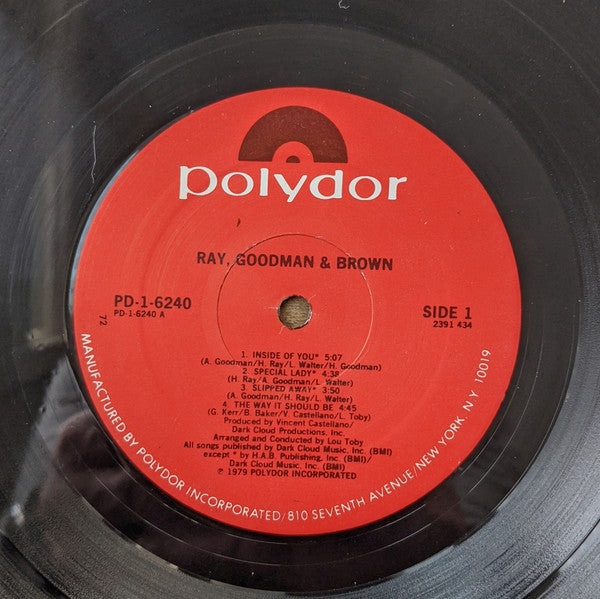 polydor
RAY, GOODMAN & BROWN
PD-1-6240
PD-1-6240 A
72
SIDE 1
2391 434
1. INSIDE OF YOU* 5:07
(A. Goodman/H. Ray/L. Walter/H. Goodman)
2. SPECIAL LADY* 4:38
(H. Ray/A. Goodman/L. Walter)
3. SLIPPED AWAY* 3:50
(A. Goodman/H. Ray/L. Walter)
4. THE WAY IT SHOULD BE 4:45
(G. Kerr/B. Baker/V. Castellano/L. Toby)
Produced by Vincent Castellano/
Dark Cloud Productions, Inc.
Arranged and Conducted by Lou Toby
All songs published by Dark Cloud Music, Inc. (BMI)
except * by H.A.B. Publishing, Inc. (BMI)/
Dark Cloud Music, Inc. (BMI)
℗ 1979 POLYDOR INCORPORATED
MANUFACTURED BY POLYDOR INCORPORATED/810 SEVENTH AVENUE/NEW YORK, N.Y. 10019